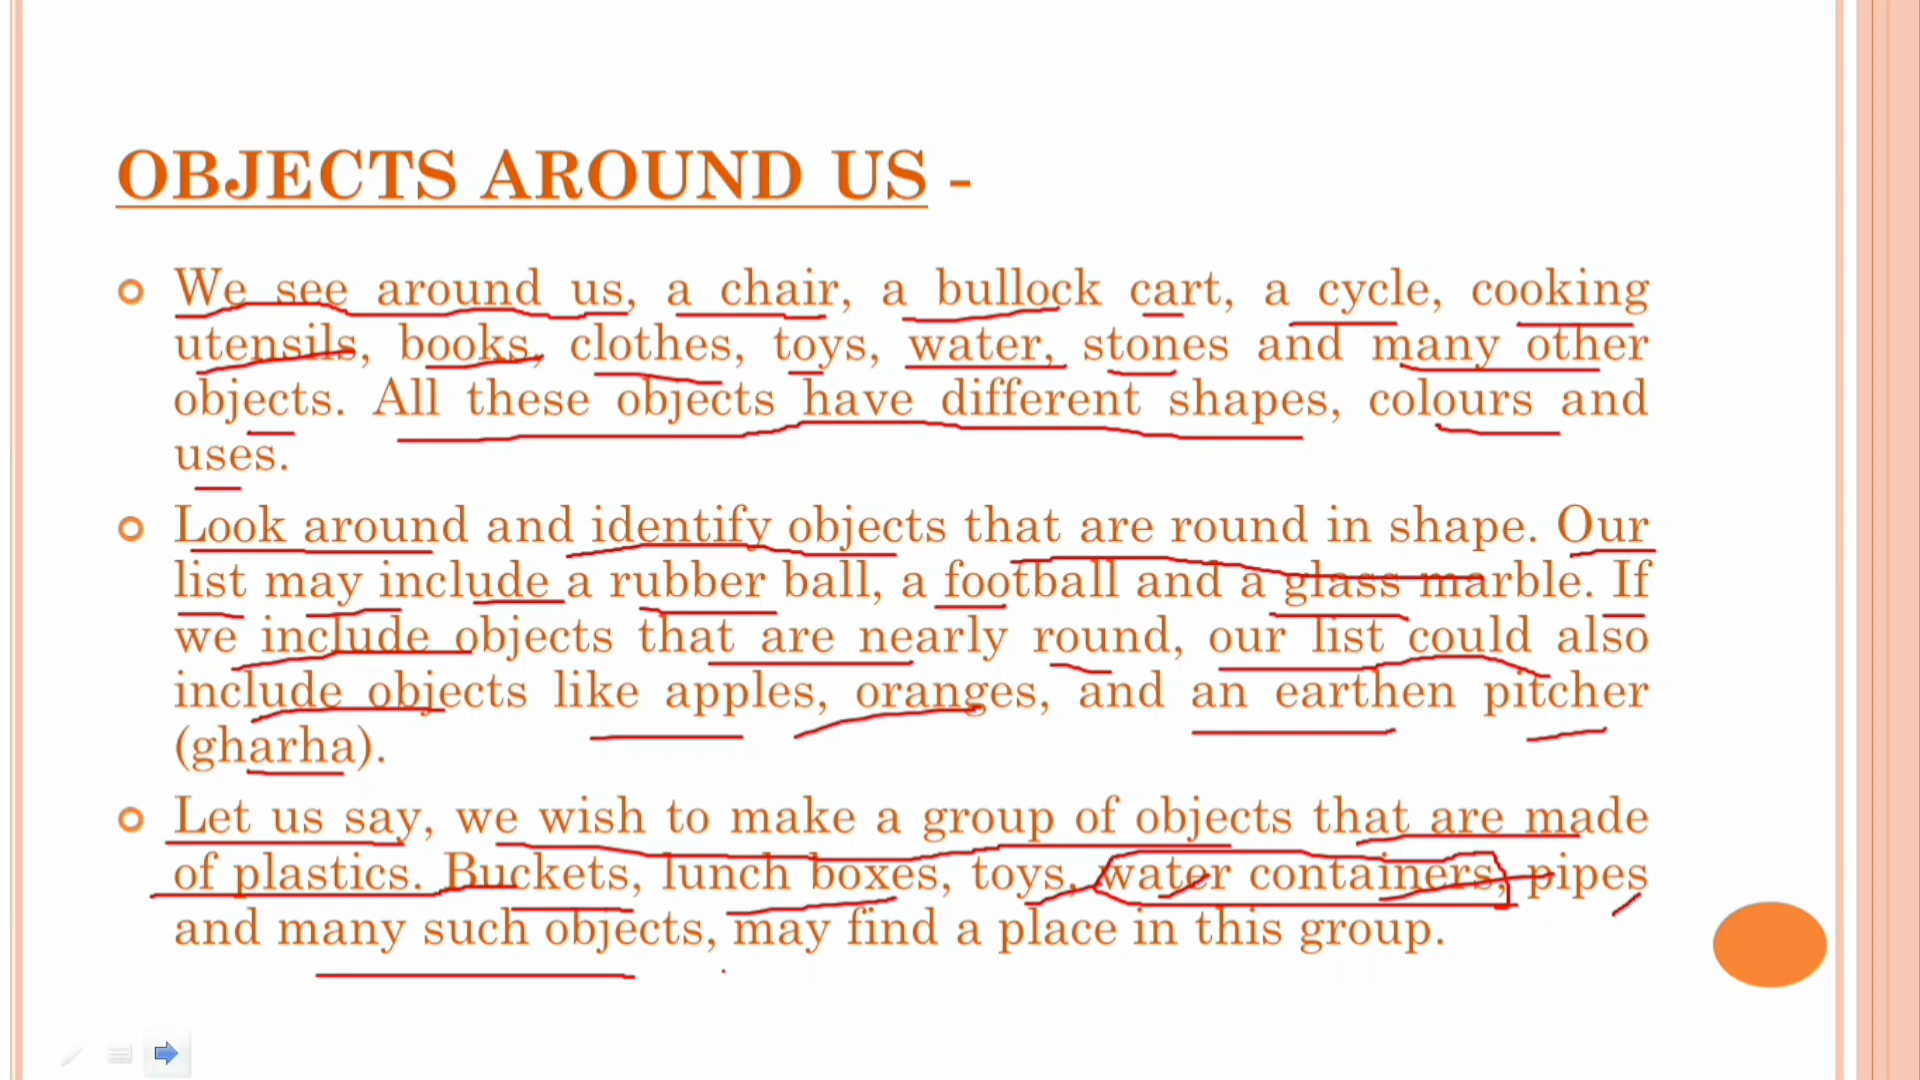 OBJECTS AROUND US -
We see around us, a chair, a bullock cart, a cycle, cooking
utensils, books, clothes, toys, water, stones and many other
objects. All these objects have different shapes, colours and
uses.
Look around and identify objects that are round in shape. Our
list may include a rubber ball, a football and a glass marble. If
we include objects that are nearly round, our list could also
include objects like apples, oranges, and an earthen pitcher
(gharha).
Let us say, we wish to make a group of objects that are made
of plastics. Buckets, lunch boxes, toys, water containers, pipes
and many such objects, may find a place in this group.